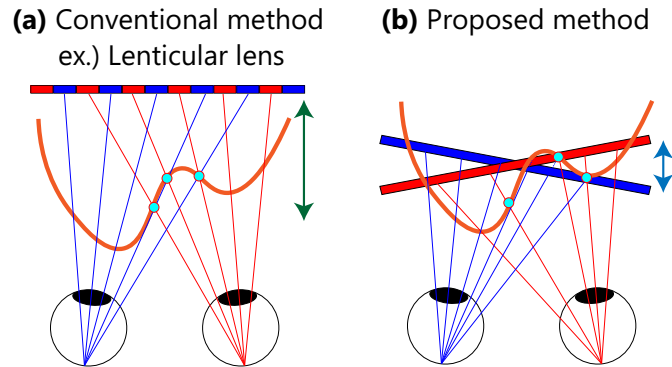 (a) Conventional method
ex.) Lenticular lens
(b) Proposed method